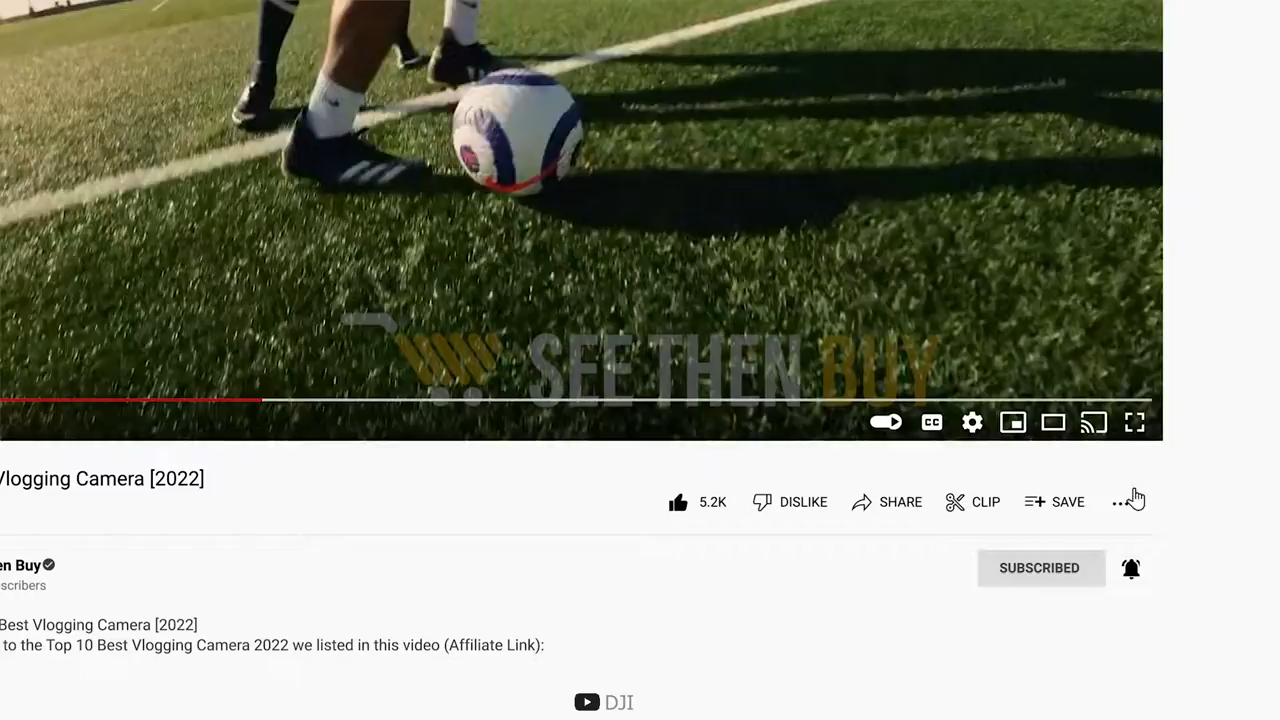 SEE THEN BUY
CC
Vlogging Camera [2022]
5.2K DISLIKE SHARE CLIP SAVE
en Buy
scribers
SUBSCRIBED
Best Vlogging Camera [2022]
to the Top 10 Best Vlogging Camera 2022 we listed in this video (Affiliate Link):
DJI